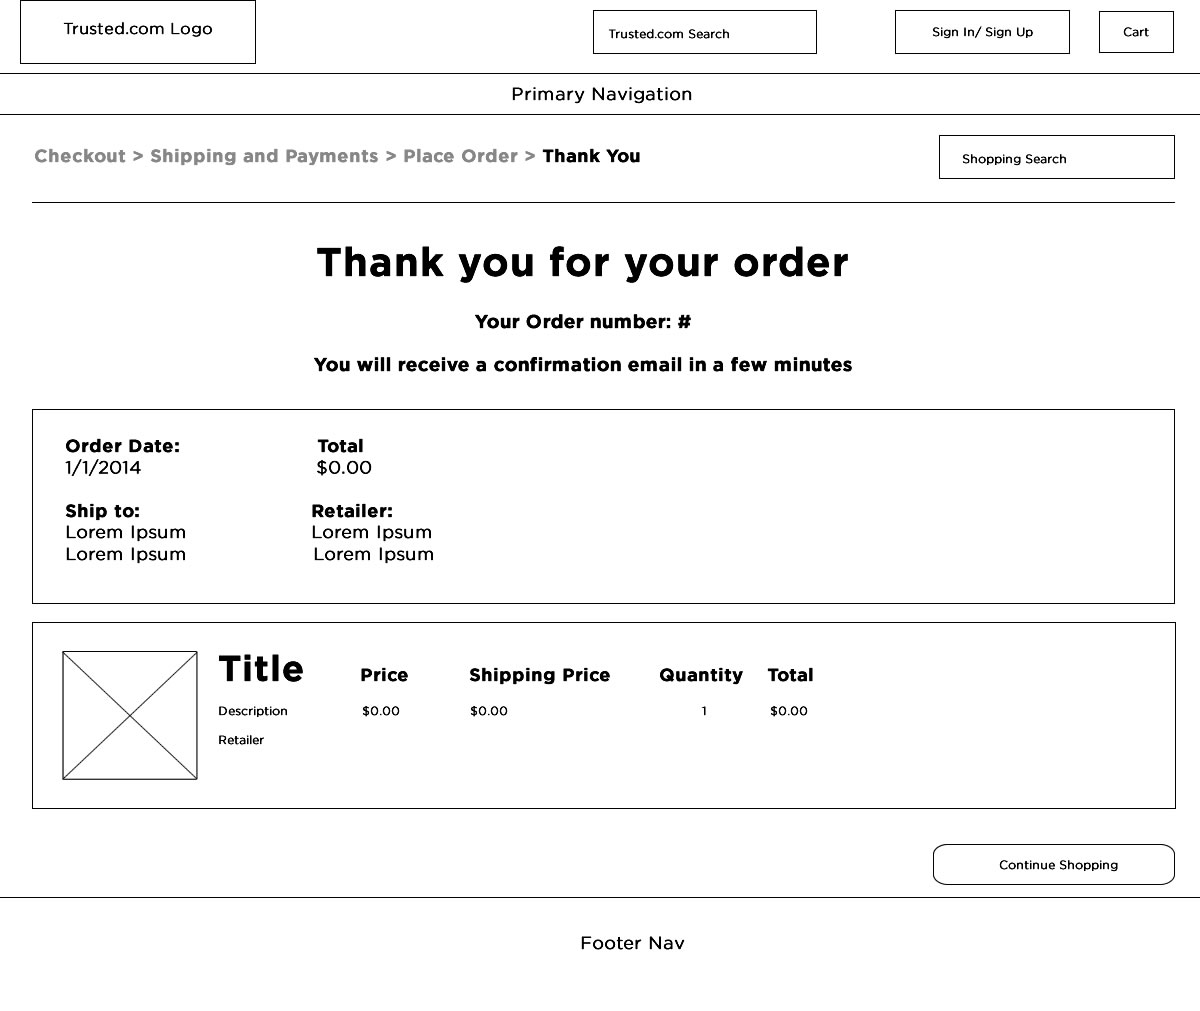 Trusted.com Logo
Trusted.com Search
Sign In/ Sign Up
Cart
Primary Navigation
Checkout > Shipping and Payments > Place Order > Thank You
Shopping Search
Thank you for your order
Your Order number: #
You will receive a confirmation email in a few minutes
Order Date: Total
1/1/2014 $0.00
Ship to: Retailer:
Lorem Ipsum Lorem Ipsum
Lorem Ipsum Lorem Ipsum
Title Price Shipping Price Quantity Total
Description $0.00 $0.00 1 $0.00
Retailer
Continue Shopping
Footer Nav